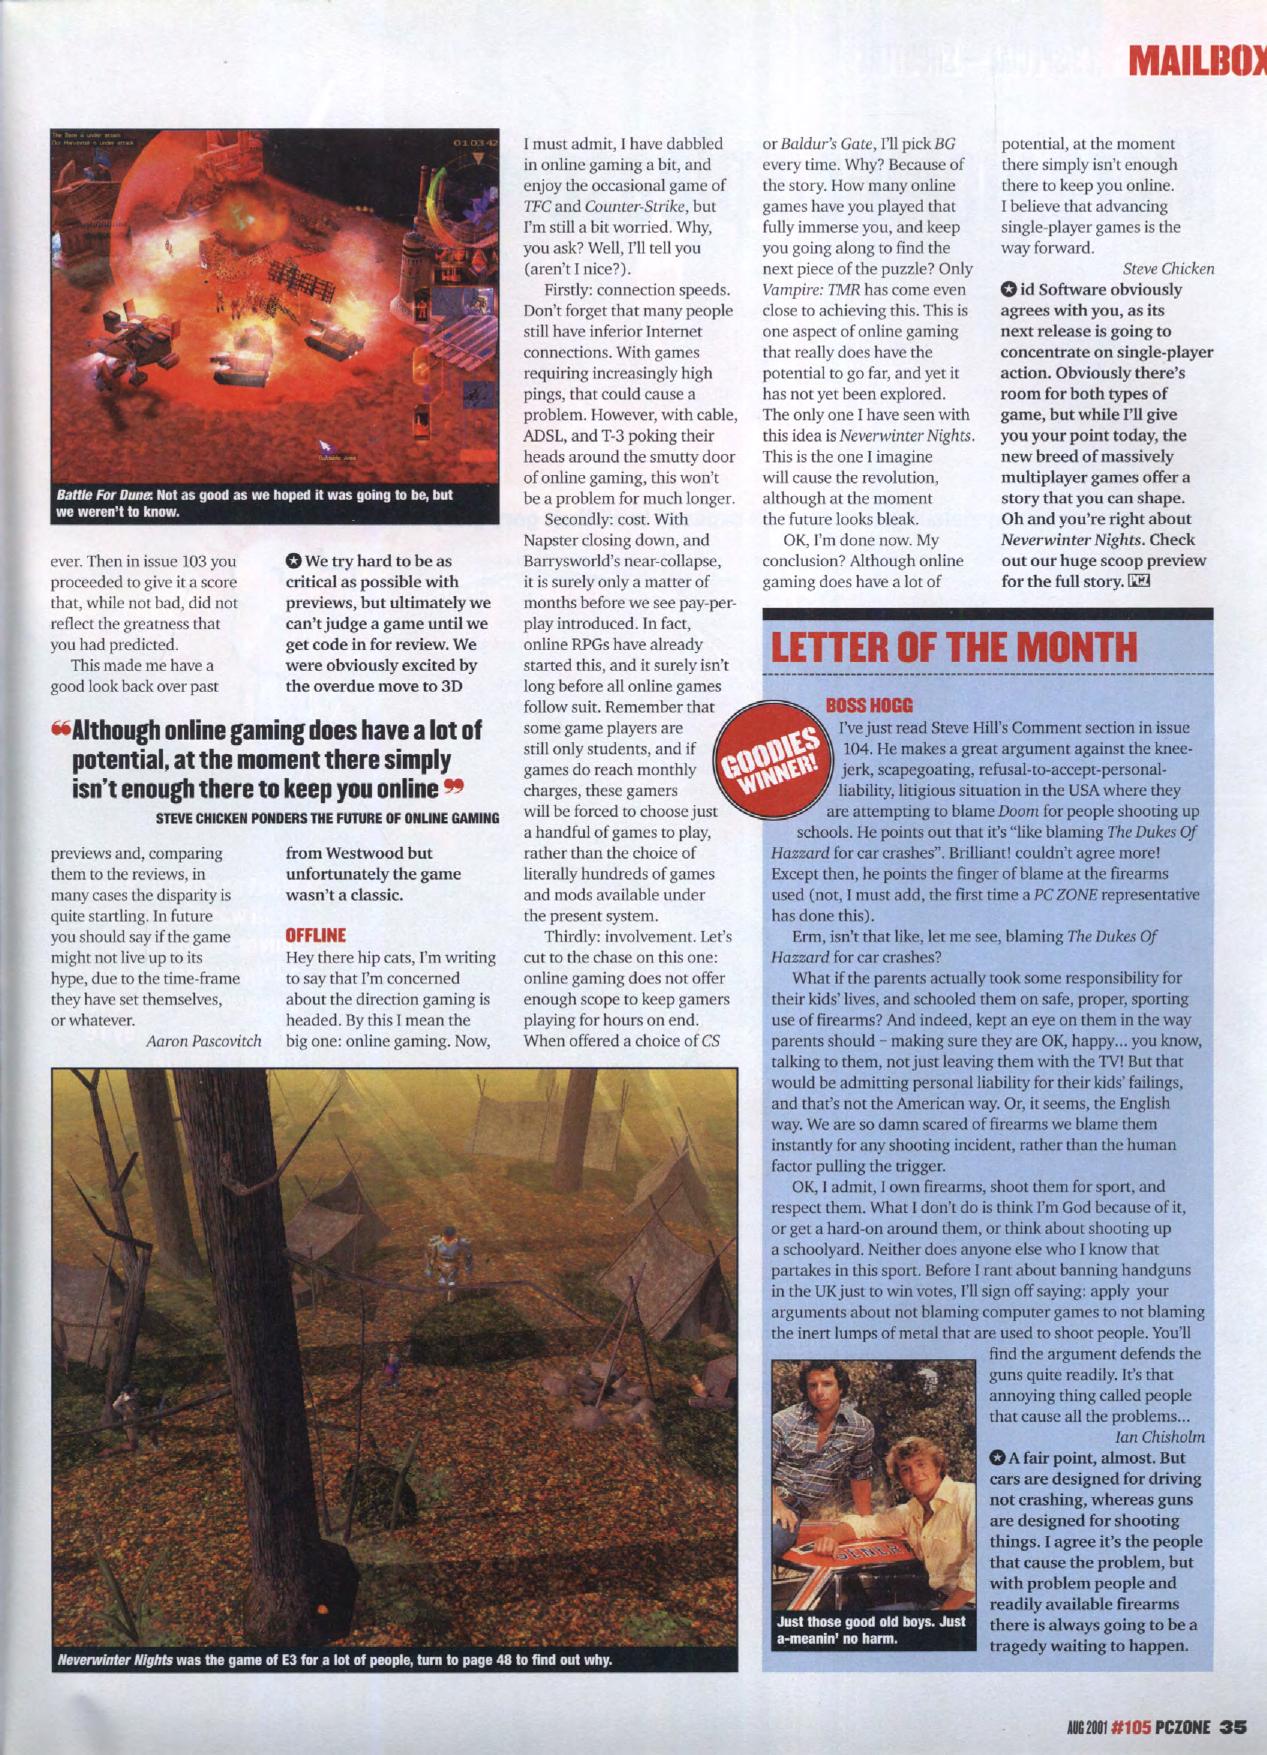 MAILBOX
The Base is under attack
Our Harvester is under attack
01:03:42
Battle For Dune: Not as good as we hoped it was going to be, but
we weren't to know.
ever. Then in issue 103 you
proceeded to give it a score
that, while not bad, did not
reflect the greatness that
you had predicted.
This made me have a
good look back over past
✪ We try hard to be as
critical as possible with
previews, but ultimately we
can't judge a game until we
get code in for review. We
were obviously excited by
the overdue move to 3D
“Although online gaming does have a lot of
potential, at the moment there simply
isn't enough there to keep you online”
STEVE CHICKEN PONDERS THE FUTURE OF ONLINE GAMING
previews and, comparing
them to the reviews, in
many cases the disparity is
quite startling. In future
you should say if the game
might not live up to its
hype, due to the time-frame
they have set themselves,
or whatever.
Aaron Pascovitch
from Westwood but
unfortunately the game
wasn't a classic.
OFFLINE
Hey there hip cats, I'm writing
to say that I'm concerned
about the direction gaming is
headed. By this I mean the
big one: online gaming. Now,
I must admit, I have dabbled
in online gaming a bit, and
enjoy the occasional game of
TFC and Counter-Strike, but
I'm still a bit worried. Why,
you ask? Well, I'll tell you
(aren't I nice?).
Firstly: connection speeds.
Don't forget that many people
still have inferior Internet
connections. With games
requiring increasingly high
pings, that could cause a
problem. However, with cable,
ADSL, and T-3 poking their
heads around the smutty door
of online gaming, this won't
be a problem for much longer.
Secondly: cost. With
Napster closing down, and
Barrysworld's near-collapse,
it is surely only a matter of
months before we see pay-per-
play introduced. In fact,
online RPGs have already
started this, and it surely isn't
long before all online games
follow suit. Remember that
some game players are
still only students, and if
games do reach monthly
charges, these gamers
will be forced to choose just
a handful of games to play,
rather than the choice of
literally hundreds of games
and mods available under
the present system.
Thirdly: involvement. Let's
cut to the chase on this one:
online gaming does not offer
enough scope to keep gamers
playing for hours on end.
When offered a choice of CS
or Baldur's Gate, I'll pick BG
every time. Why? Because of
the story. How many online
games have you played that
fully immerse you, and keep
you going along to find the
next piece of the puzzle? Only
Vampire: TMR has come even
close to achieving this. This is
one aspect of online gaming
that really does have the
potential to go far, and yet it
has not yet been explored.
The only one I have seen with
this idea is Neverwinter Nights.
This is the one I imagine
will cause the revolution,
although at the moment
the future looks bleak.
OK, I'm done now. My
conclusion? Although online
gaming does have a lot of
potential, at the moment
there simply isn't enough
there to keep you online.
I believe that advancing
single-player games is the
way forward.
Steve Chicken
✪ id Software obviously
agrees with you, as its
next release is going to
concentrate on single-player
action. Obviously there's
room for both types of
game, but while I'll give
you your point today, the
new breed of massively
multiplayer games offer a
story that you can shape.
Oh and you're right about
Neverwinter Nights. Check
out our huge scoop preview
for the full story.
LETTER OF THE MONTH
GOODIES
WINNER!
BOSS HOGG
I've just read Steve Hill's Comment section in issue
104. He makes a great argument against the knee-
jerk, scapegoating, refusal-to-accept-personal-
liability, litigious situation in the USA where they
are attempting to blame Doom for people shooting up
schools. He points out that it's “like blaming The Dukes Of
Hazzard for car crashes”. Brilliant! couldn't agree more!
Except then, he points the finger of blame at the firearms
used (not, I must add, the first time a PC ZONE representative
has done this).
Erm, isn't that like, let me see, blaming The Dukes Of
Hazzard for car crashes?
What if the parents actually took some responsibility for
their kids' lives, and schooled them on safe, proper, sporting
use of firearms? And indeed, kept an eye on them in the way
parents should – making sure they are OK, happy... you know,
talking to them, not just leaving them with the TV! But that
would be admitting personal liability for their kids' failings,
and that's not the American way. Or, it seems, the English
way. We are so damn scared of firearms we blame them
instantly for any shooting incident, rather than the human
factor pulling the trigger.
OK, I admit, I own firearms, shoot them for sport, and
respect them. What I don't do is think I'm God because of it,
or get a hard-on around them, or think about shooting up
a schoolyard. Neither does anyone else who I know that
partakes in this sport. Before I rant about banning handguns
in the UK just to win votes, I'll sign off saying: apply your
arguments about not blaming computer games to not blaming
the inert lumps of metal that are used to shoot people. You'll
find the argument defends the
guns quite readily. It's that
annoying thing called people
that cause all the problems...
Ian Chisholm
✪ A fair point, almost. But
cars are designed for driving
not crashing, whereas guns
are designed for shooting
things. I agree it's the people
that cause the problem, but
with problem people and
readily available firearms
there is always going to be a
tragedy waiting to happen.
Just those good old boys. Just
a-meanin' no harm.
Neverwinter Nights was the game of E3 for a lot of people, turn to page 48 to find out why.
AUG 2001 #105 PCZONE 35